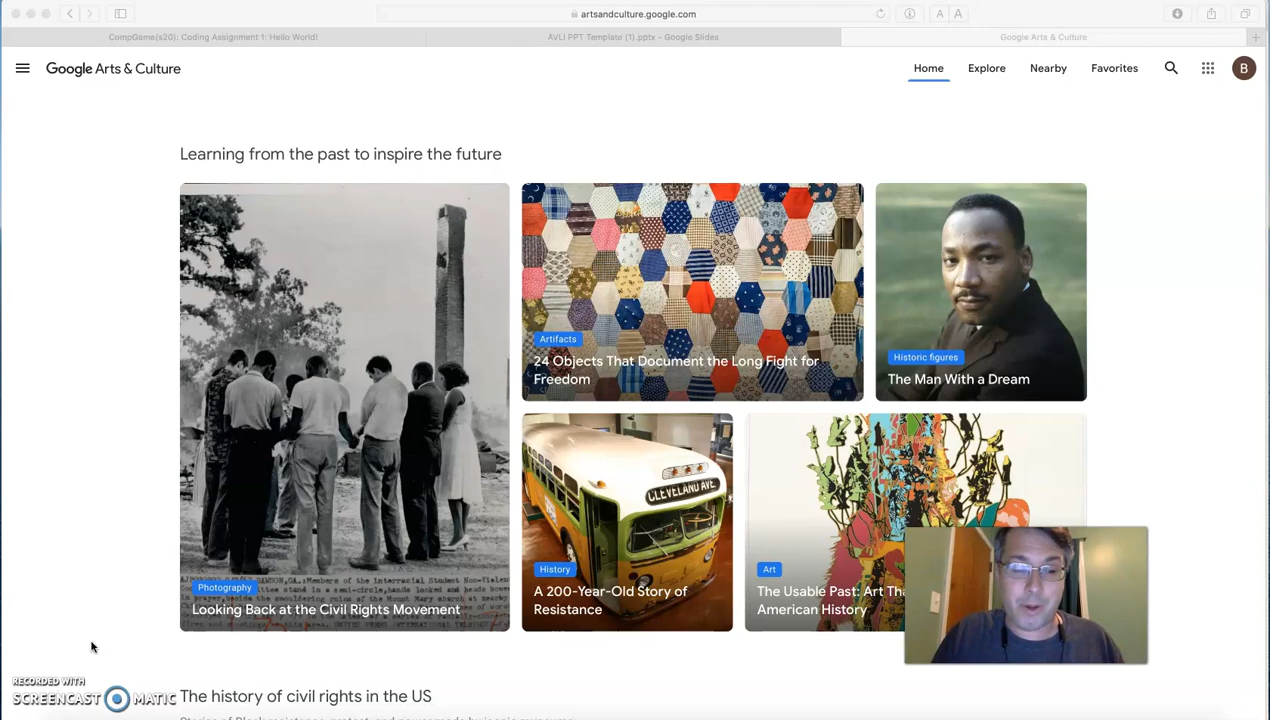 artsandculture.google.com
A A
CompGame(s20): Coding Assignment 1: Hello World!
AVLI PPT Template (1).pptx - Google Slides
Google Arts & Culture
Google Arts & Culture
Home
Explore
Nearby
Favorites
B
Learning from the past to inspire the future
Photography
Looking Back at the Civil Rights Movement
Artifacts
24 Objects That Document the Long Fight for
Freedom
Historic figures
The Man With a Dream
CLEVELAND AVE
History
A 200-Year-Old Story of
Resistance
Art
The Usable Past: Art Tha
American History
RECORDED WITH
SCREENCAST MATIC
The history of civil rights in the US